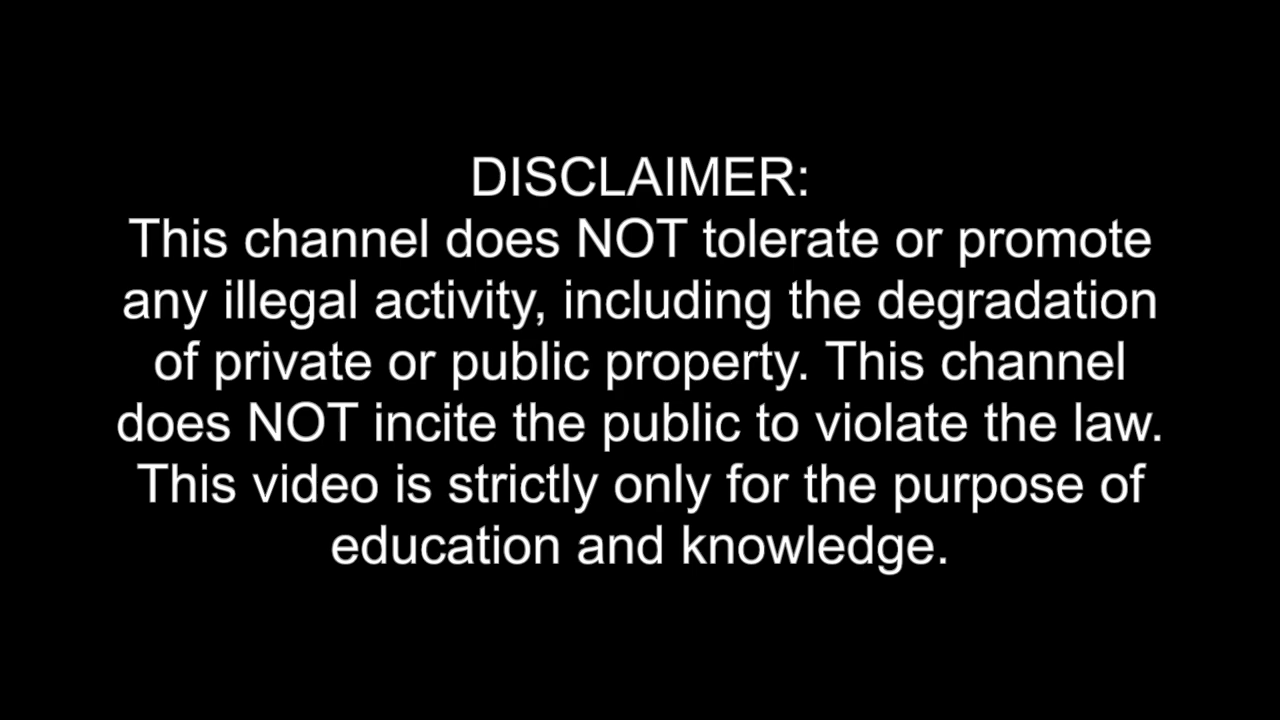 DISCLAIMER:
This channel does NOT tolerate or promote
any illegal activity, including the degradation
of private or public property. This channel
does NOT incite the public to violate the law.
This video is strictly only for the purpose of
education and knowledge.